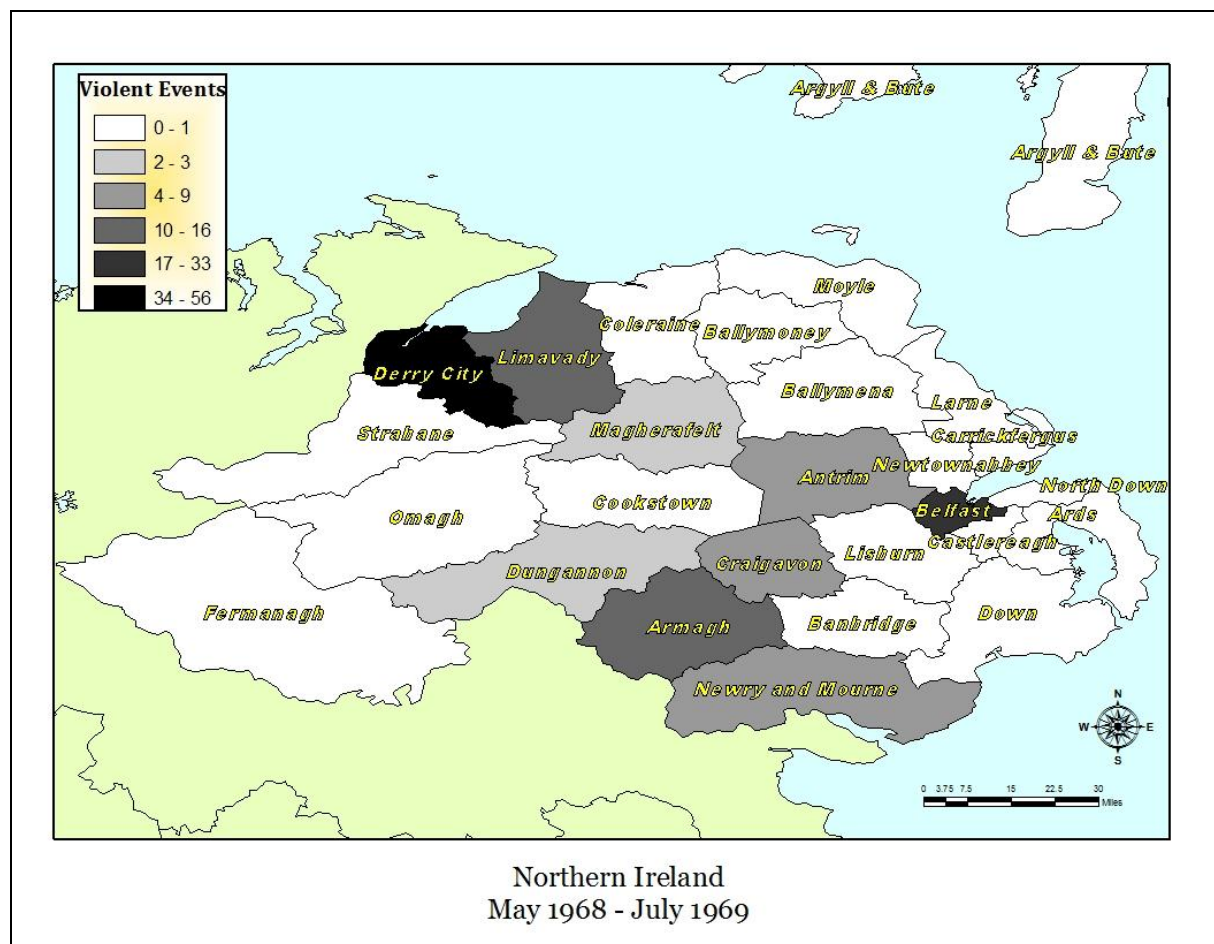 Violent Events
0 - 1
2 - 3
4 - 9
10 - 16
17 - 33
34 - 56
Argyll & Bute
Argyll & Bute
Moyle
Coleraine
Ballymoney
Limavady
Derry City
Ballymena
Larne
Strabane
Magherafelt
Carrickfergus
Newtownabbey
Antrim
North Down
Cookstown
Belfast
Ards
Omagh
Castlereagh
Lisburn
Dungannon
Craigavon
Fermanagh
Armagh
Banbridge
Down
Newry and Mourne
N
W E
S
0 3.75 7.5 15 22.5 30
Miles
Northern Ireland
May 1968 - July 1969